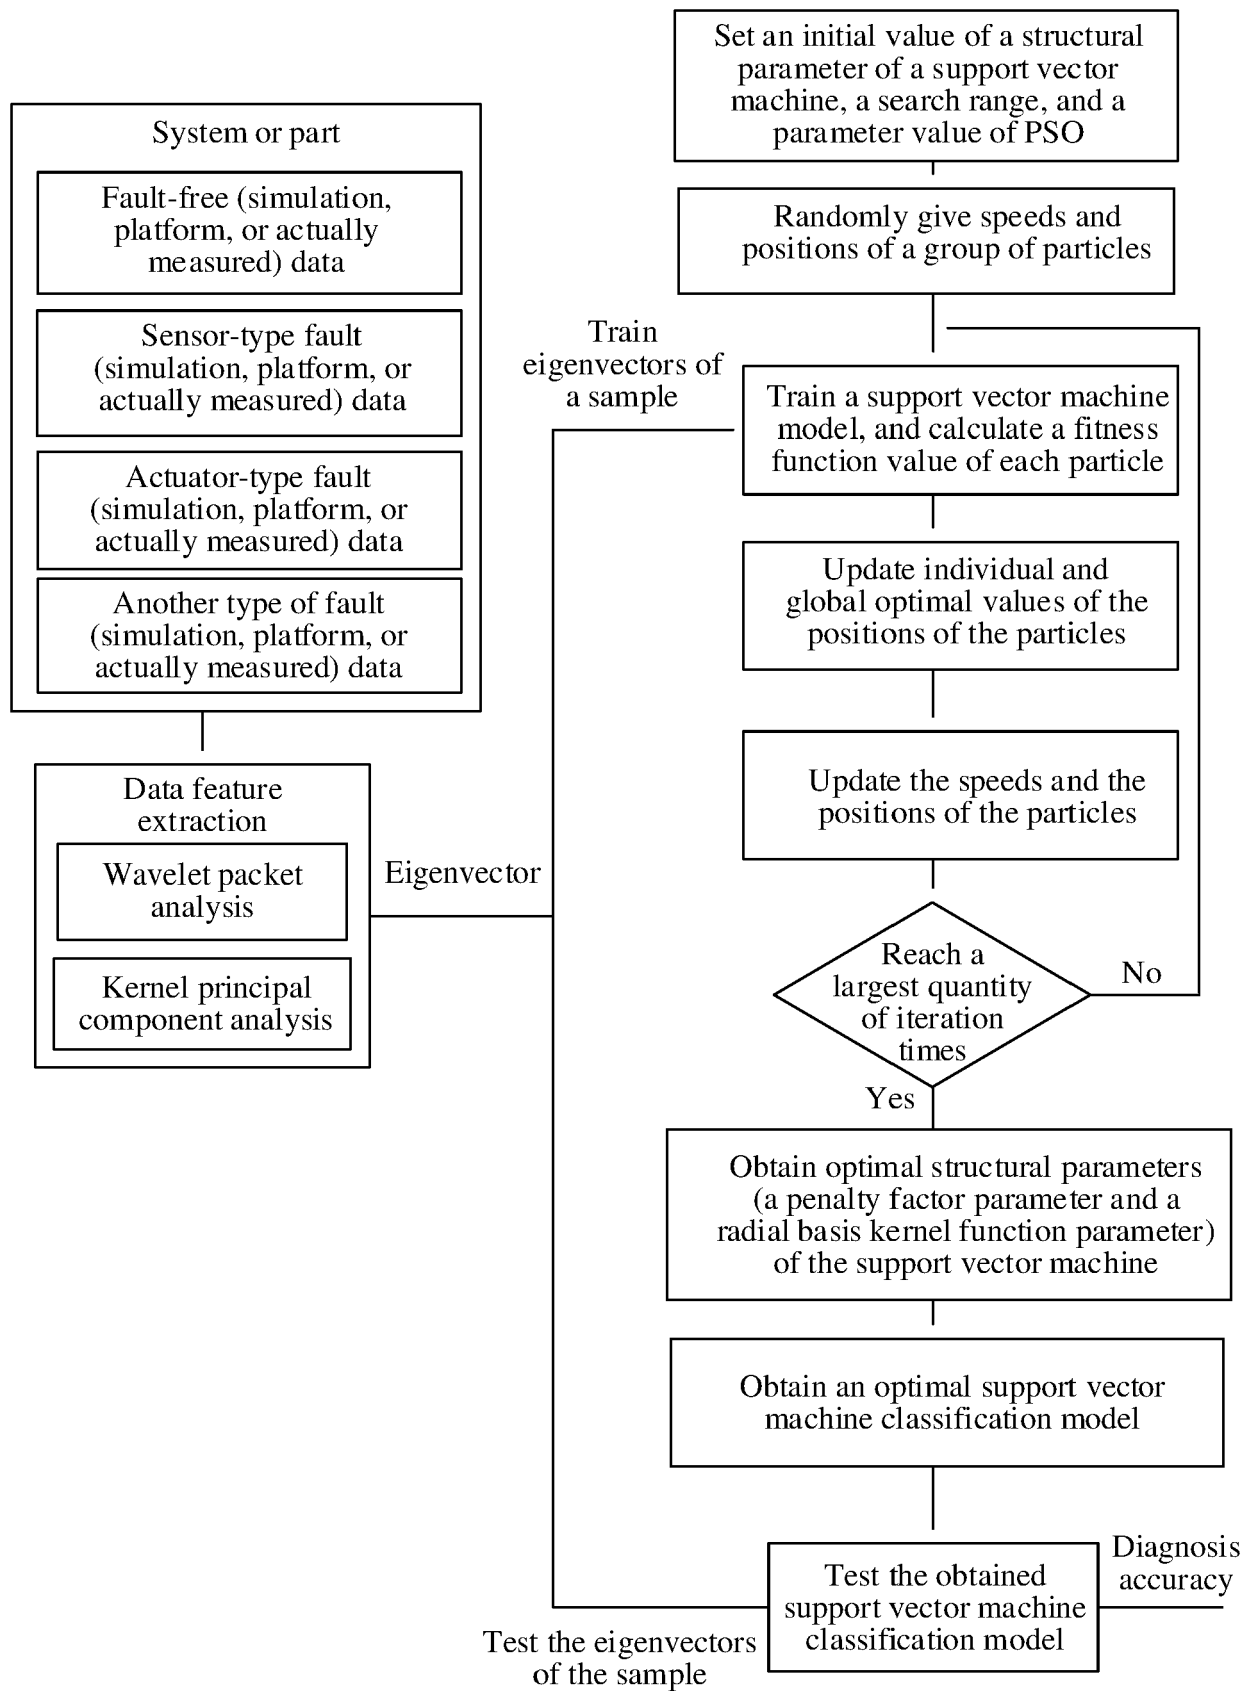 System or part
Fault-free (simulation,
platform, or actually
measured) data
Sensor-type fault
(simulation, platform, or
actually measured) data
Actuator-type fault
(simulation, platform, or
actually measured) data
Another type of fault
(simulation, platform, or
actually measured) data
Data feature
extraction
Wavelet packet
analysis
Kernel principal
component analysis
Eigenvector
Train
eigenvectors of
a sample
Set an initial value of a structural
parameter of a support vector
machine, a search range, and a
parameter value of PSO
Randomly give speeds and
positions of a group of particles
Train a support vector machine
model, and calculate a fitness
function value of each particle
Update individual and
global optimal values of the
positions of the particles
Update the speeds and the
positions of the particles
Reach a
largest quantity
of iteration
times
No
Yes
Obtain optimal structural parameters
(a penalty factor parameter and a
radial basis kernel function parameter)
of the support vector machine
Obtain an optimal support vector
machine classification model
Test the obtained
support vector machine
classification model
Diagnosis
accuracy
Test the eigenvectors
of the sample